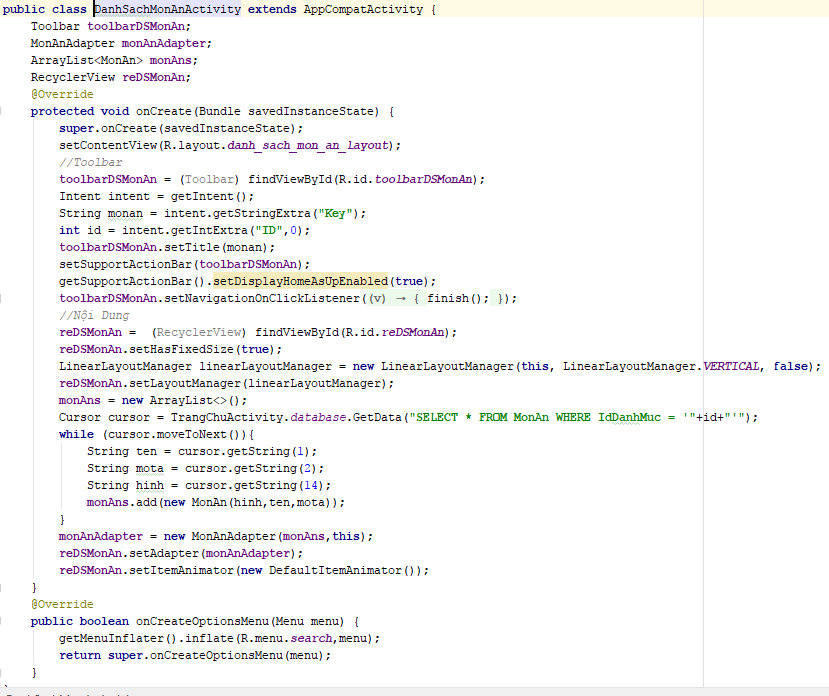 public class DanhSachMonAnActivity extends AppCompatActivity {
Toolbar toolbarDSMonAn;
MonAnAdapter monAnAdapter;
ArrayList<MonAn> monAns;
RecyclerView reDSMonAn;
@Override
protected void onCreate(Bundle savedInstanceState) {
super.onCreate(savedInstanceState);
setContentView(R.layout.danh_sach_mon_an_layout);
//Toolbar
toolbarDSMonAn = (Toolbar) findViewById(R.id.toolbarDSMonAn);
Intent intent = getIntent();
String monan = intent.getStringExtra("Key");
int id = intent.getIntExtra("ID",0);
toolbarDSMonAn.setTitle(monan);
setSupportActionBar(toolbarDSMonAn);
getSupportActionBar().setDisplayHomeAsUpEnabled(true);
toolbarDSMonAn.setNavigationOnClickListener((v) → { finish(); });
//Nội Dung
reDSMonAn =  (RecyclerView) findViewById(R.id.reDSMonAn);
reDSMonAn.setHasFixedSize(true);
LinearLayoutManager linearLayoutManager = new LinearLayoutManager(this, LinearLayoutManager.VERTICAL, false);
reDSMonAn.setLayoutManager(linearLayoutManager);
monAns = new ArrayList<>();
Cursor cursor = TrangChuActivity.database.GetData("SELECT * FROM MonAn WHERE IdDanhMuc = '"+id+"'");
while (cursor.moveToNext()){
String ten = cursor.getString(1);
String mota = cursor.getString(2);
String hinh = cursor.getString(14);
monAns.add(new MonAn(hinh,ten,mota));
}
monAnAdapter = new MonAnAdapter(monAns,this);
reDSMonAn.setAdapter(monAnAdapter);
reDSMonAn.setItemAnimator(new DefaultItemAnimator());
}
@Override
public boolean onCreateOptionsMenu(Menu menu) {
getMenuInflater().inflate(R.menu.search,menu);
return super.onCreateOptionsMenu(menu);
}